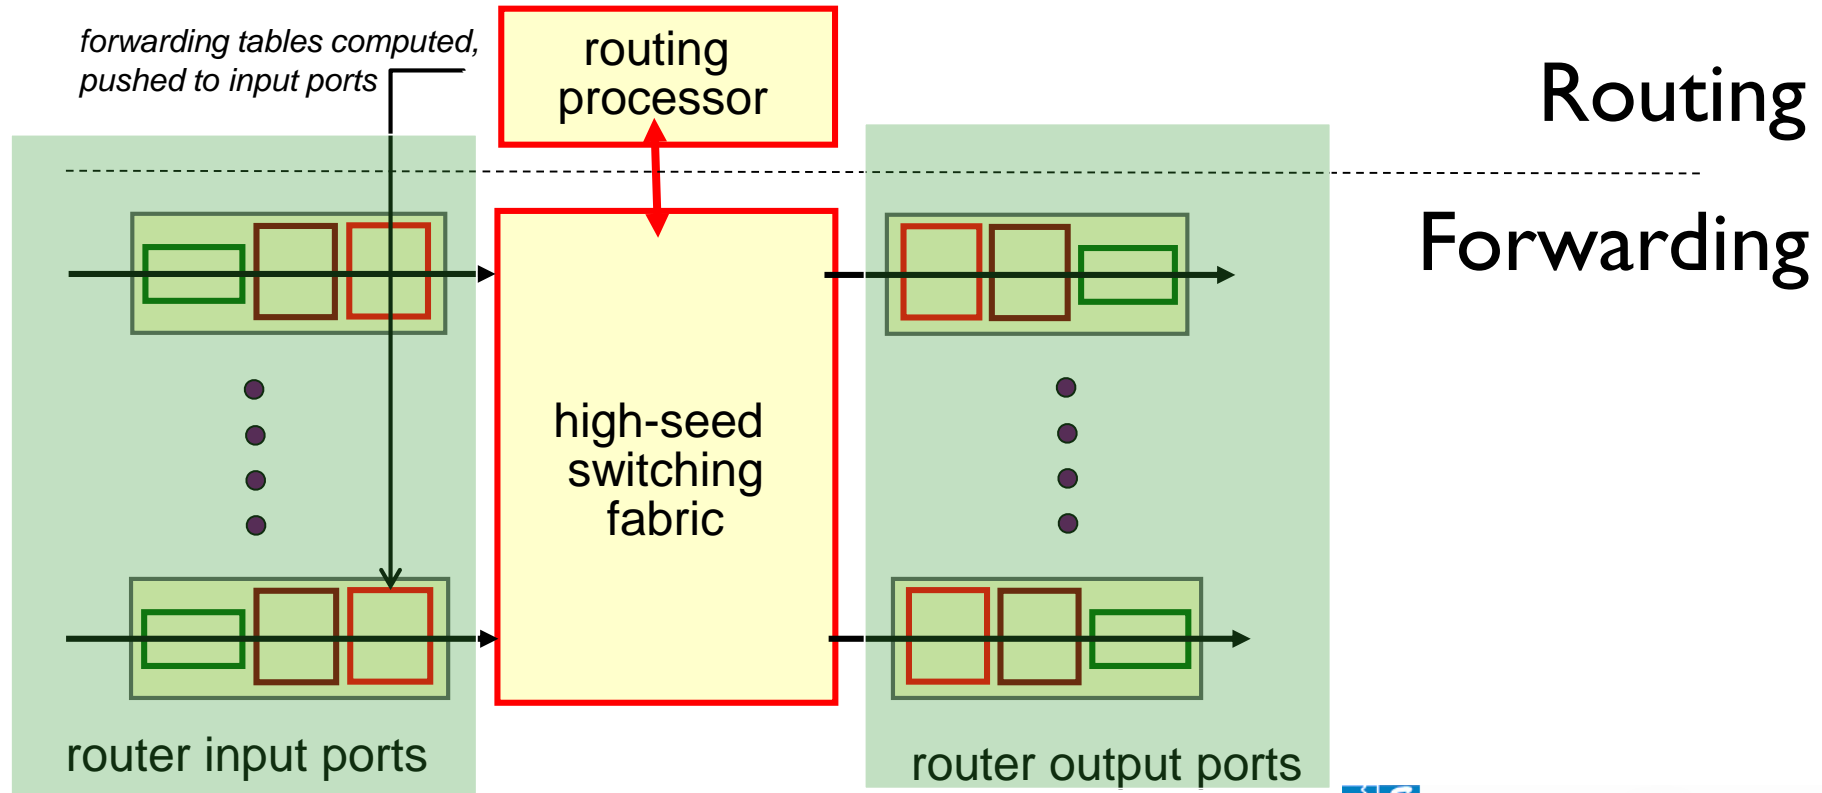 forwarding tables computed,
pushed to input ports
routing
processor
Routing
Forwarding
high-seed
switching
fabric
router input ports
router output ports